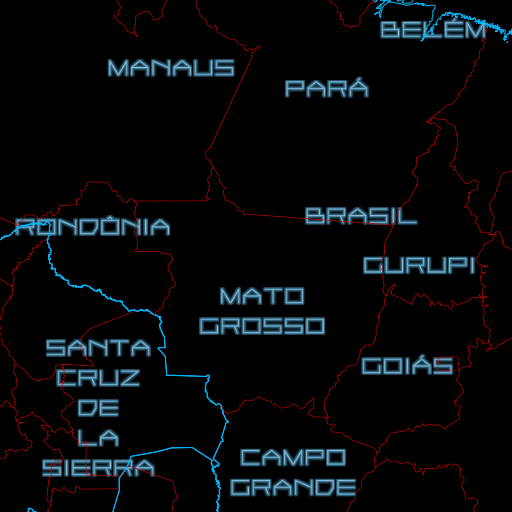 BELÉM
MANAUS
PARÁ
BRASIL
RONDÔNIA
GURUPI
MATO
GROSSO
SANTA
CRUZ
DE
LA
SIERRA
GOIÁS
CAMPO
GRANDE